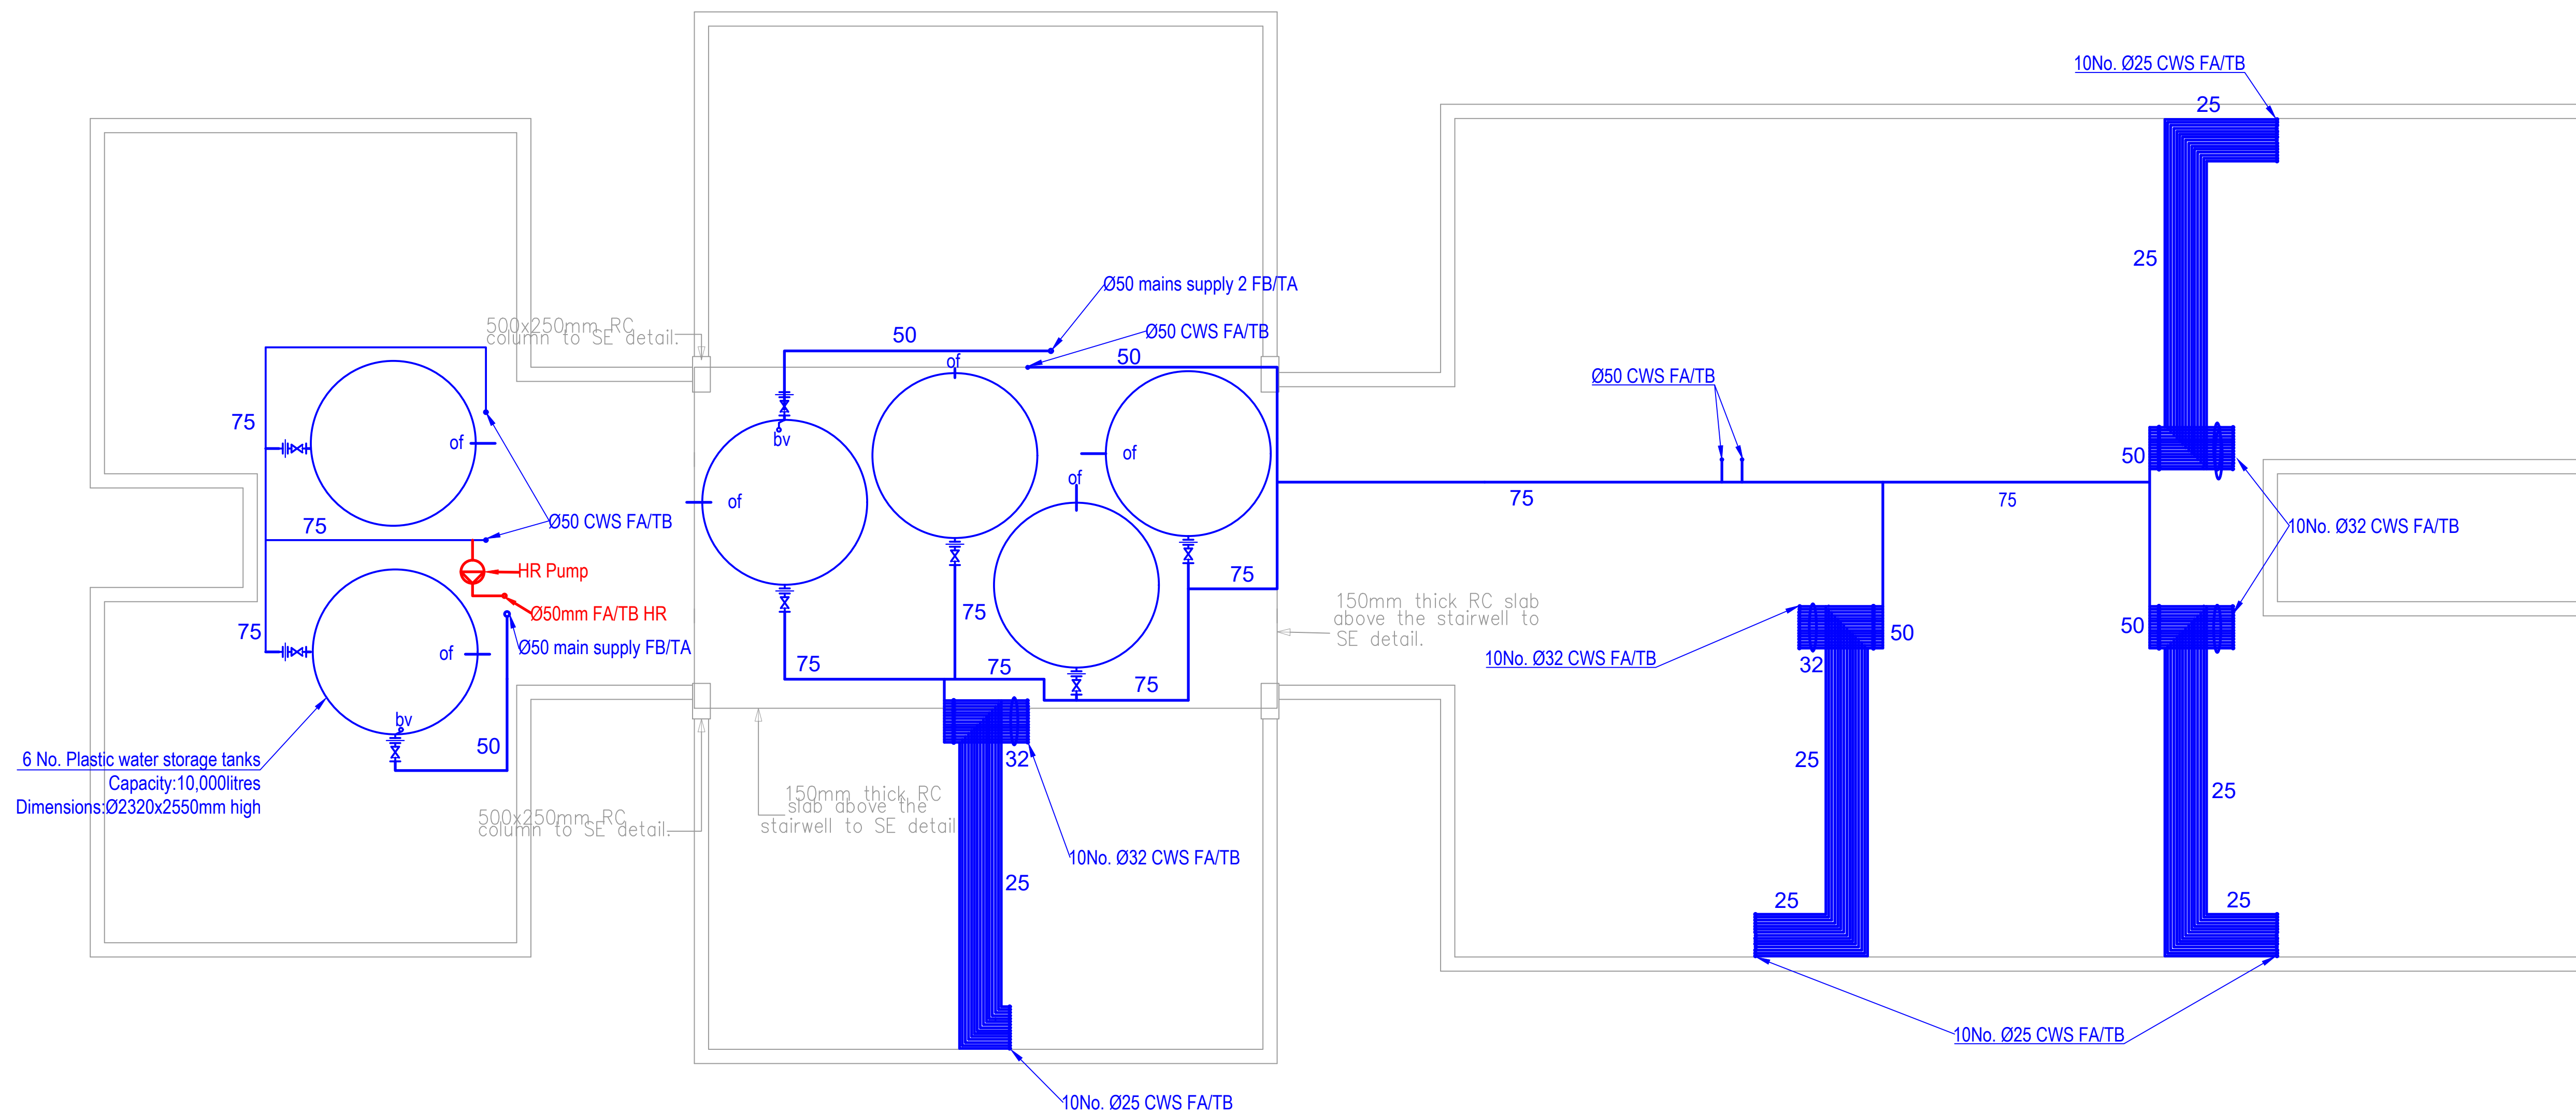 10No. Ø25 CWS FA/TB
25
25
Ø50 mains supply 2 FB/TA
500x250mm RC
column to SE detail.
50
Ø50 CWS FA/TB
of
50
Ø50 CWS FA/TB
75
of
bv
of
of
of
50
75
75
10No. Ø32 CWS FA/TB
75
Ø50 CWS FA/TB
HR Pump
75
Ø50mm FA/TB HR
150mm thick RC slab
above the stairwell to
SE detail.
75
75
of
Ø50 main supply FB/TA
50
50
10No. Ø32 CWS FA/TB
32
75
75
75
bv
50
6 No. Plastic water storage tanks
Capacity:10,000litres
Dimensions:Ø2320x2550mm high
32
25
25
150mm thick RC
slab above the
stairwell to SE detail
500x250mm RC
column to SE detail.
10No. Ø32 CWS FA/TB
25
25
25
10No. Ø25 CWS FA/TB
10No. Ø25 CWS FA/TB